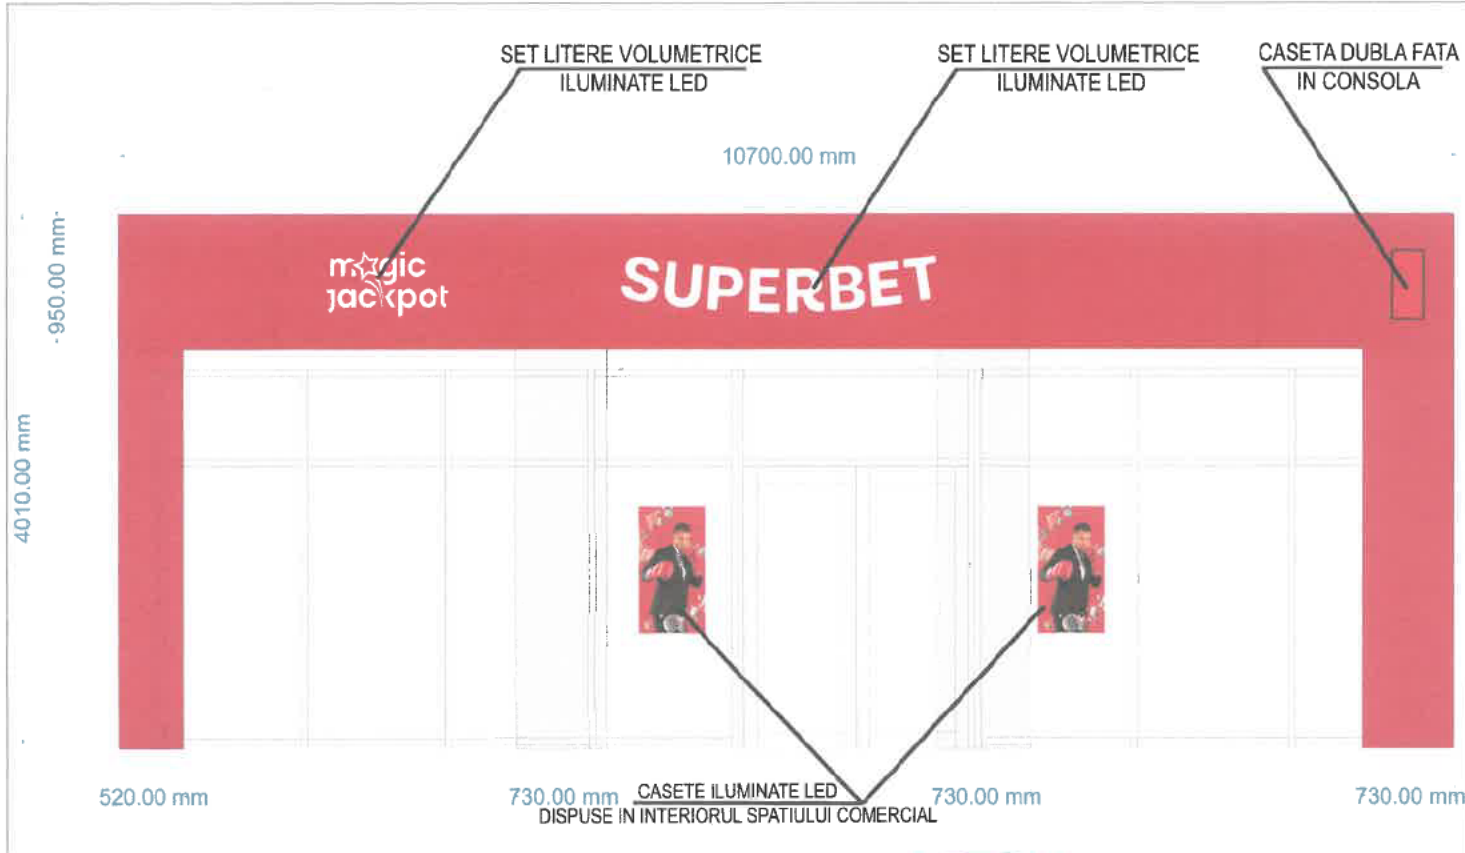 SET LITERE VOLUMETRICE
ILUMINATE LED
SET LITERE VOLUMETRICE
ILUMINATE LED
CASETA DUBLA FATA
IN CONSOLA
10700.00 mm
950.00 mm
4010.00 mm
magic
jackpot
SUPERBET
520.00 mm
730.00 mm
CASETE ILUMINATE LED
DISPUSE IN INTERIORUL SPATIULUI COMERCIAL
730.00 mm
730.00 mm